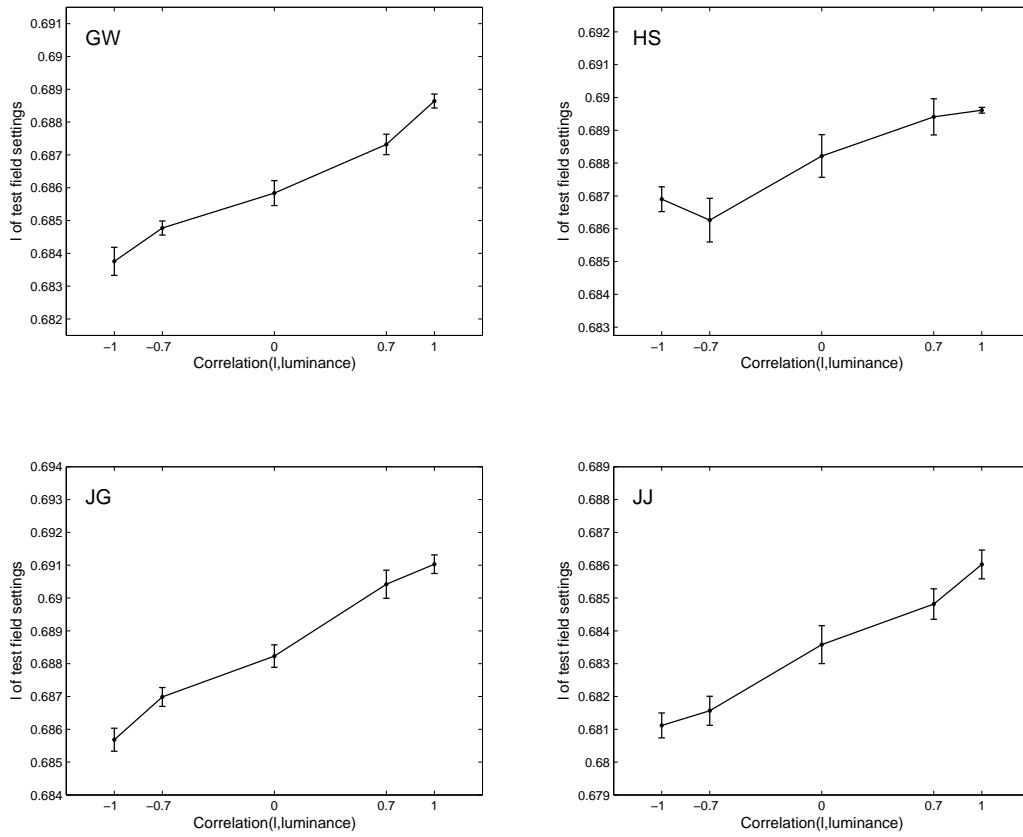 GW
0.691
0.69
0.689
0.688
0.687
0.686
0.685
0.684
0.683
0.682
l of test field settings
−1 −0.7 0 0.7 1
Correlation(l,luminance)
HS
0.692
0.691
0.69
0.689
0.688
0.687
0.686
0.685
0.684
0.683
l of test field settings
−1 −0.7 0 0.7 1
Correlation(l,luminance)
JG
0.694
0.693
0.692
0.691
0.69
0.689
0.688
0.687
0.686
0.685
0.684
l of test field settings
−1 −0.7 0 0.7 1
Correlation(l,luminance)
JJ
0.689
0.688
0.687
0.686
0.685
0.684
0.683
0.682
0.681
0.68
0.679
l of test field settings
−1 −0.7 0 0.7 1
Correlation(l,luminance)